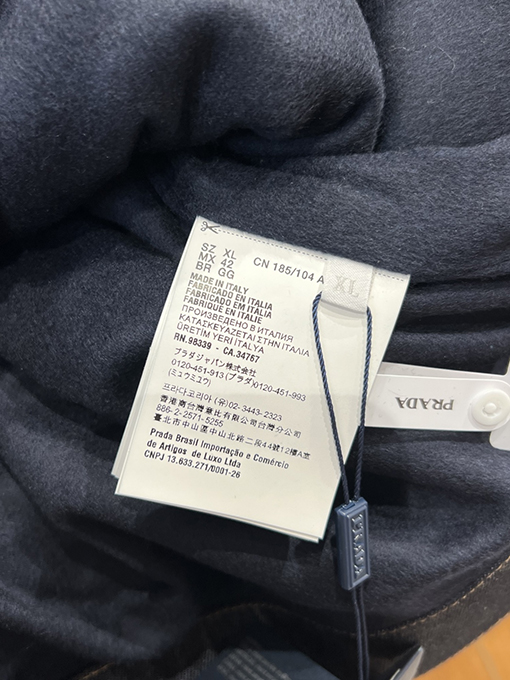 SZ XL
MX 42 CN 185/104 A
BR GG
MADE IN ITALY
FABRICADO EN ITALIA
FABRICADO EM ITALIA
FABRIQUE EN ITALIE
ПРОИЗВЕДЕНО В ИТАЛИЯ
ΚΑΤΑΣΚΕΥΑΖΕΤΑΙ ΣΤΗΝ ΙΤΑΛΙΑ
ÜRETİM YERİ İTALYA
RN.98339 - CA.34767
プラダジャパン株式会社
0120-451-913 (プラダ)0120-451-993
(ミュウミュウ)
프라다코리아 (유)02-3443-2323
香港商台灣意比有限公司台灣分公司
886-2-2571-5255
臺北市中山區中山北路二段44號12樓A室
Prada Brasil Importação e Comércio
de Artigos de Luxo Ltda
CNPJ 13.633.271/0001-26
XL
PRADA
PRADA